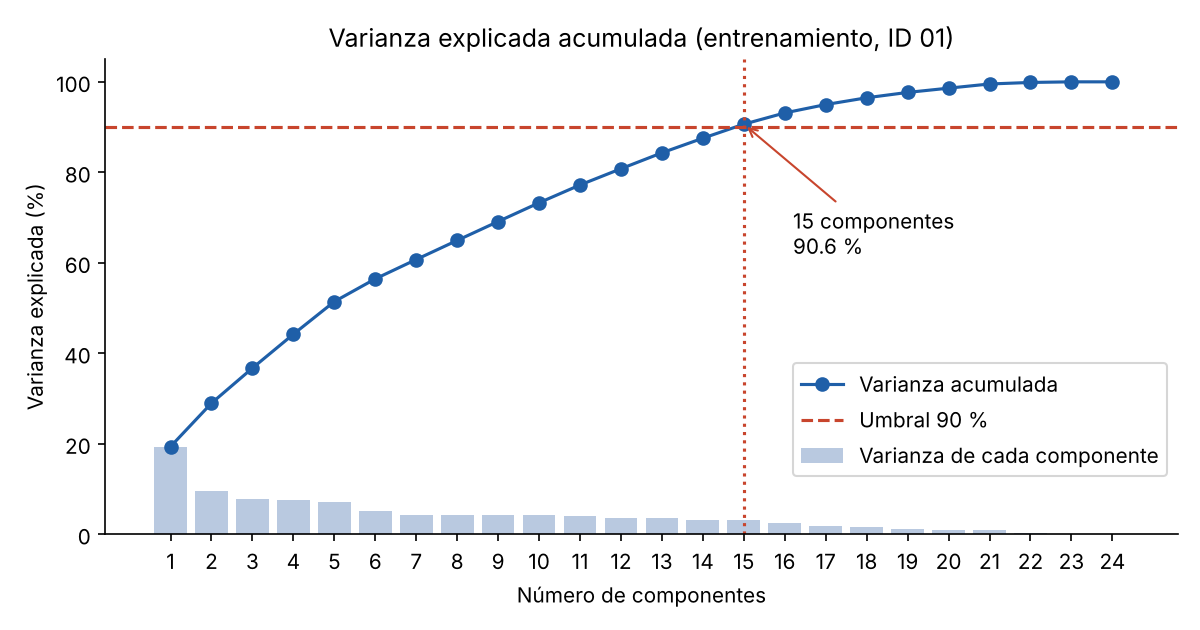 Varianza explicada acumulada (entrenamiento, ID 01)
Varianza explicada (%)
100
80
60
40
20
0
15 componentes
90.6 %
Varianza acumulada
Umbral 90 %
Varianza de cada componente
1 2 3 4 5 6 7 8 9 10 11 12 13 14 15 16 17 18 19 20 21 22 23 24
Número de componentes